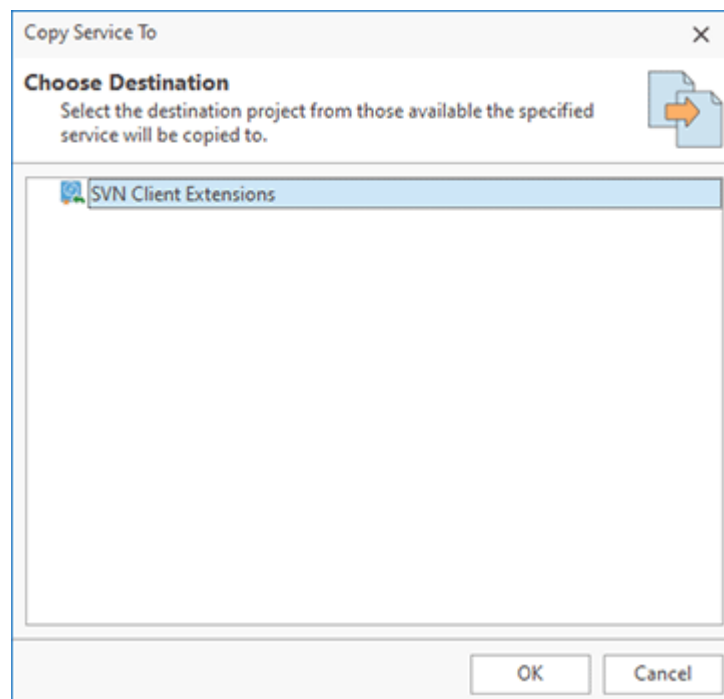 Copy Service To
Choose Destination
Select the destination project from those available the specified
service will be copied to.
SVN Client Extensions
OK
Cancel